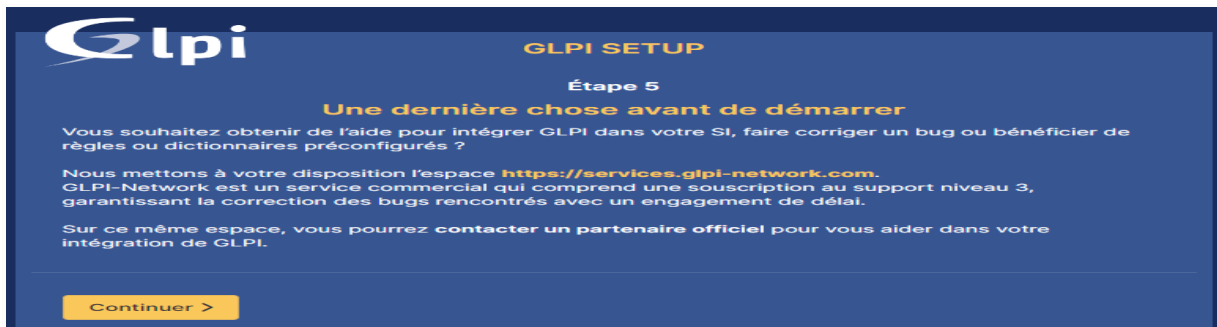 Glpi
GLPI SETUP
Étape 5
Une dernière chose avant de démarrer
Vous souhaitez obtenir de l'aide pour intégrer GLPI dans votre SI, faire corriger un bug ou bénéficier de
règles ou dictionnaires préconfigurés ?
Nous mettons à votre disposition l'espace https://services.glpi-network.com.
GLPI-Network est un service commercial qui comprend une souscription au support niveau 3,
garantissant la correction des bugs rencontrés avec un engagement de délai.
Sur ce même espace, vous pourrez contacter un partenaire officiel pour vous aider dans votre
intégration de GLPI.
Continuer >